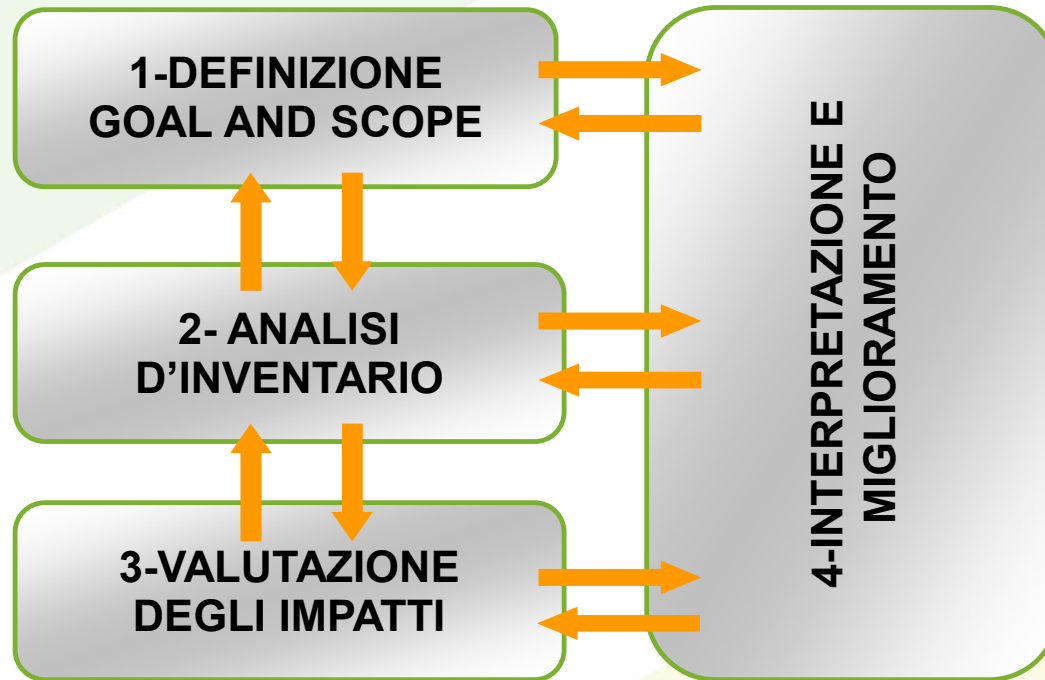 1-DEFINIZIONE
GOAL AND SCOPE
2- ANALISI
D’INVENTARIO
3-VALUTAZIONE
DEGLI IMPATTI
4-INTERPRETAZIONE E
MIGLIORAMENTO